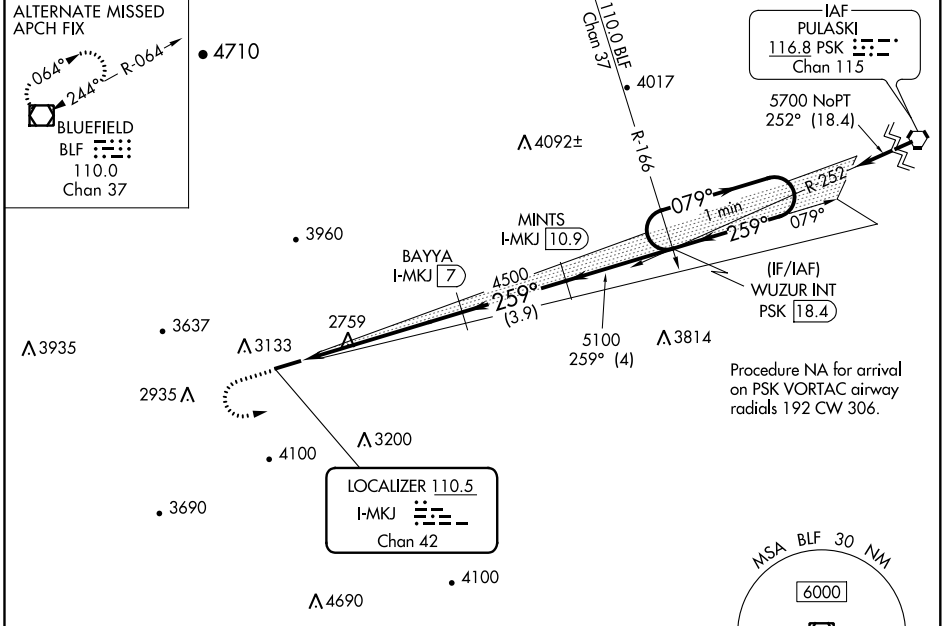 ALTERNATE MISSED
APCH FIX
064°
244°
R-064
BLUEFIELD
BLF
110.0
Chan 37
4710
110.0 BLF
Chan 37
4017
R-166
4092±
IAF
PULASKI
116.8 PSK
Chan 115
5700 NoPT
252° (18.4)
R-252
079°
1 min
259°
079°
MINTS
I-MKJ 10.9
BAYYA
I-MKJ 7
4500
259°
(3.9)
(IF/IAF)
WUZUR INT
PSK 18.4
5100
259° (4)
3960
3637
3935
3133
2759
3814
2935
Procedure NA for arrival
on PSK VORTAC airway
radials 192 CW 306.
3200
4100
3690
LOCALIZER 110.5
I-MKJ
Chan 42
4100
4690
MSA BLF 30 NM
6000